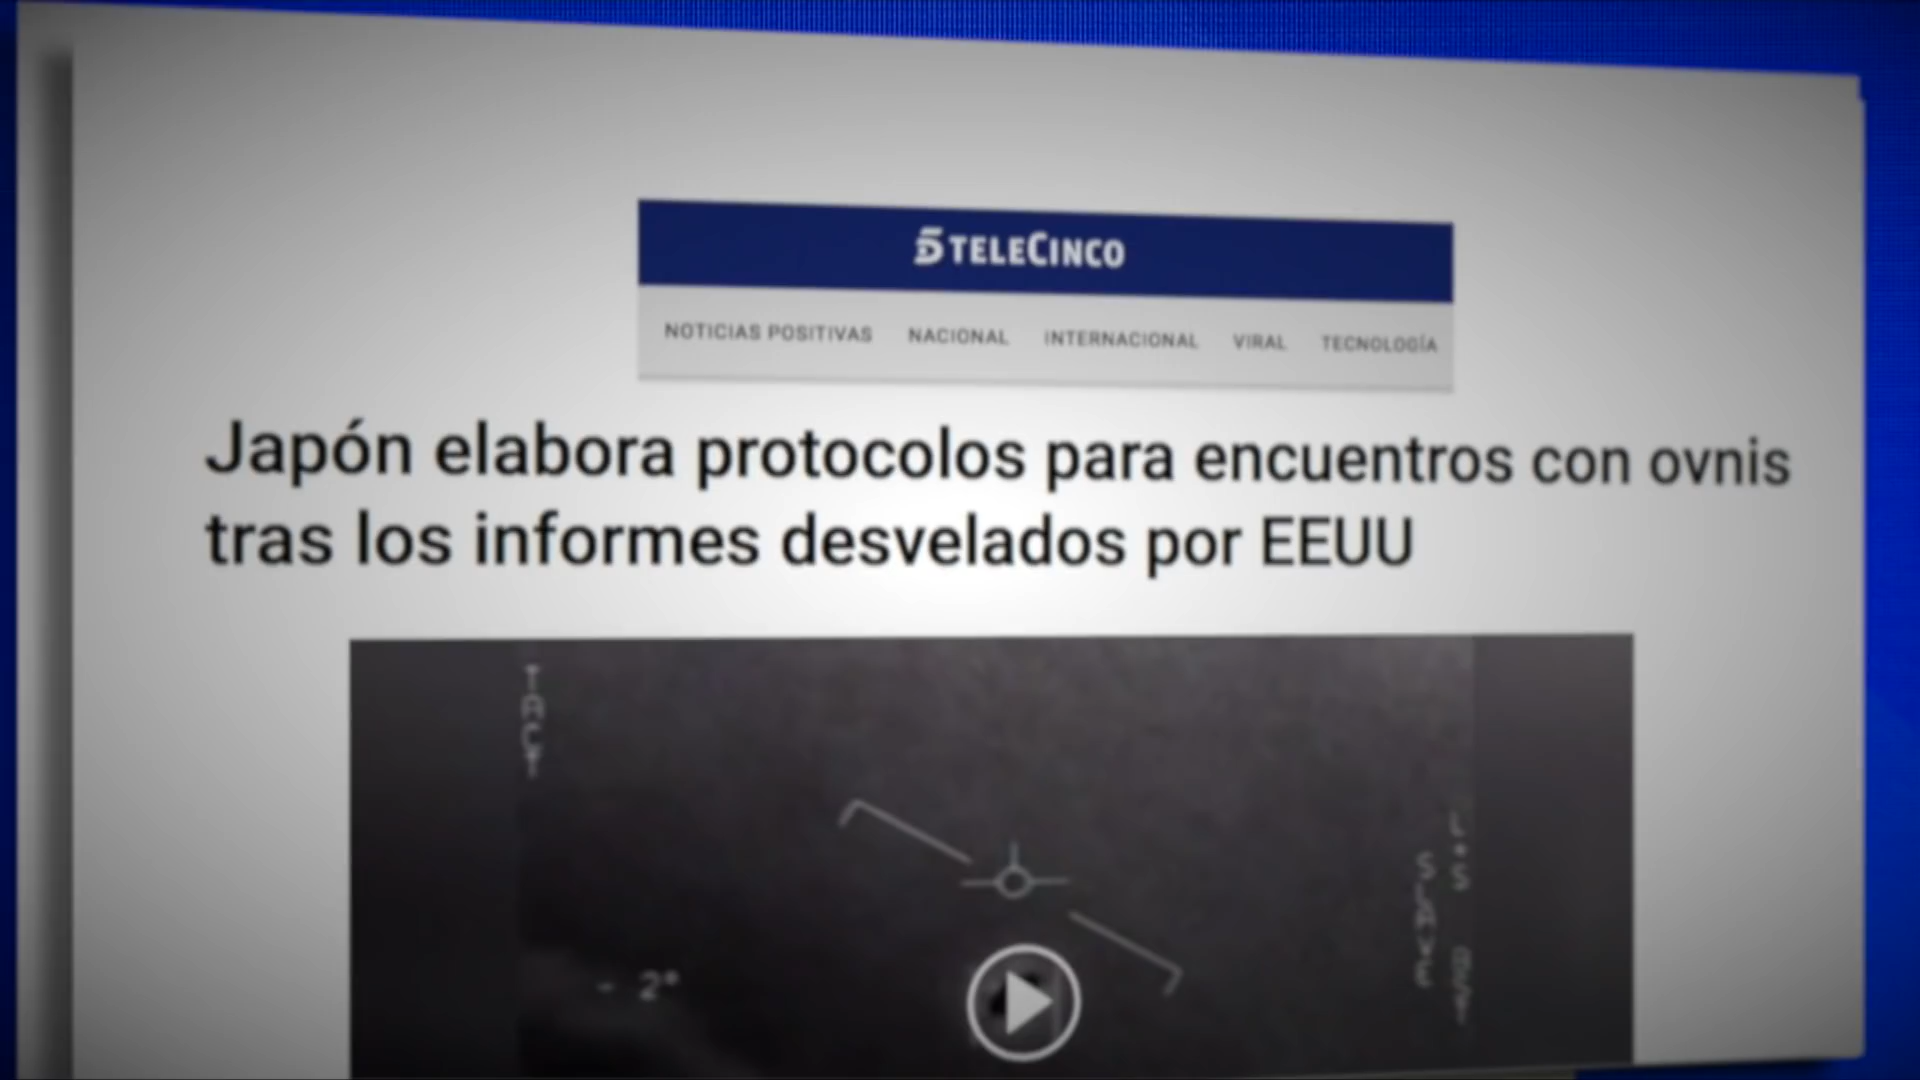 TELECINCO
NOTICIAS POSITIVAS NACIONAL INTERNACIONAL VIRAL TECNOLOGÍA
Japón elabora protocolos para encuentros con ovnis
tras los informes desvelados por EEUU
- 2°
SLAVE